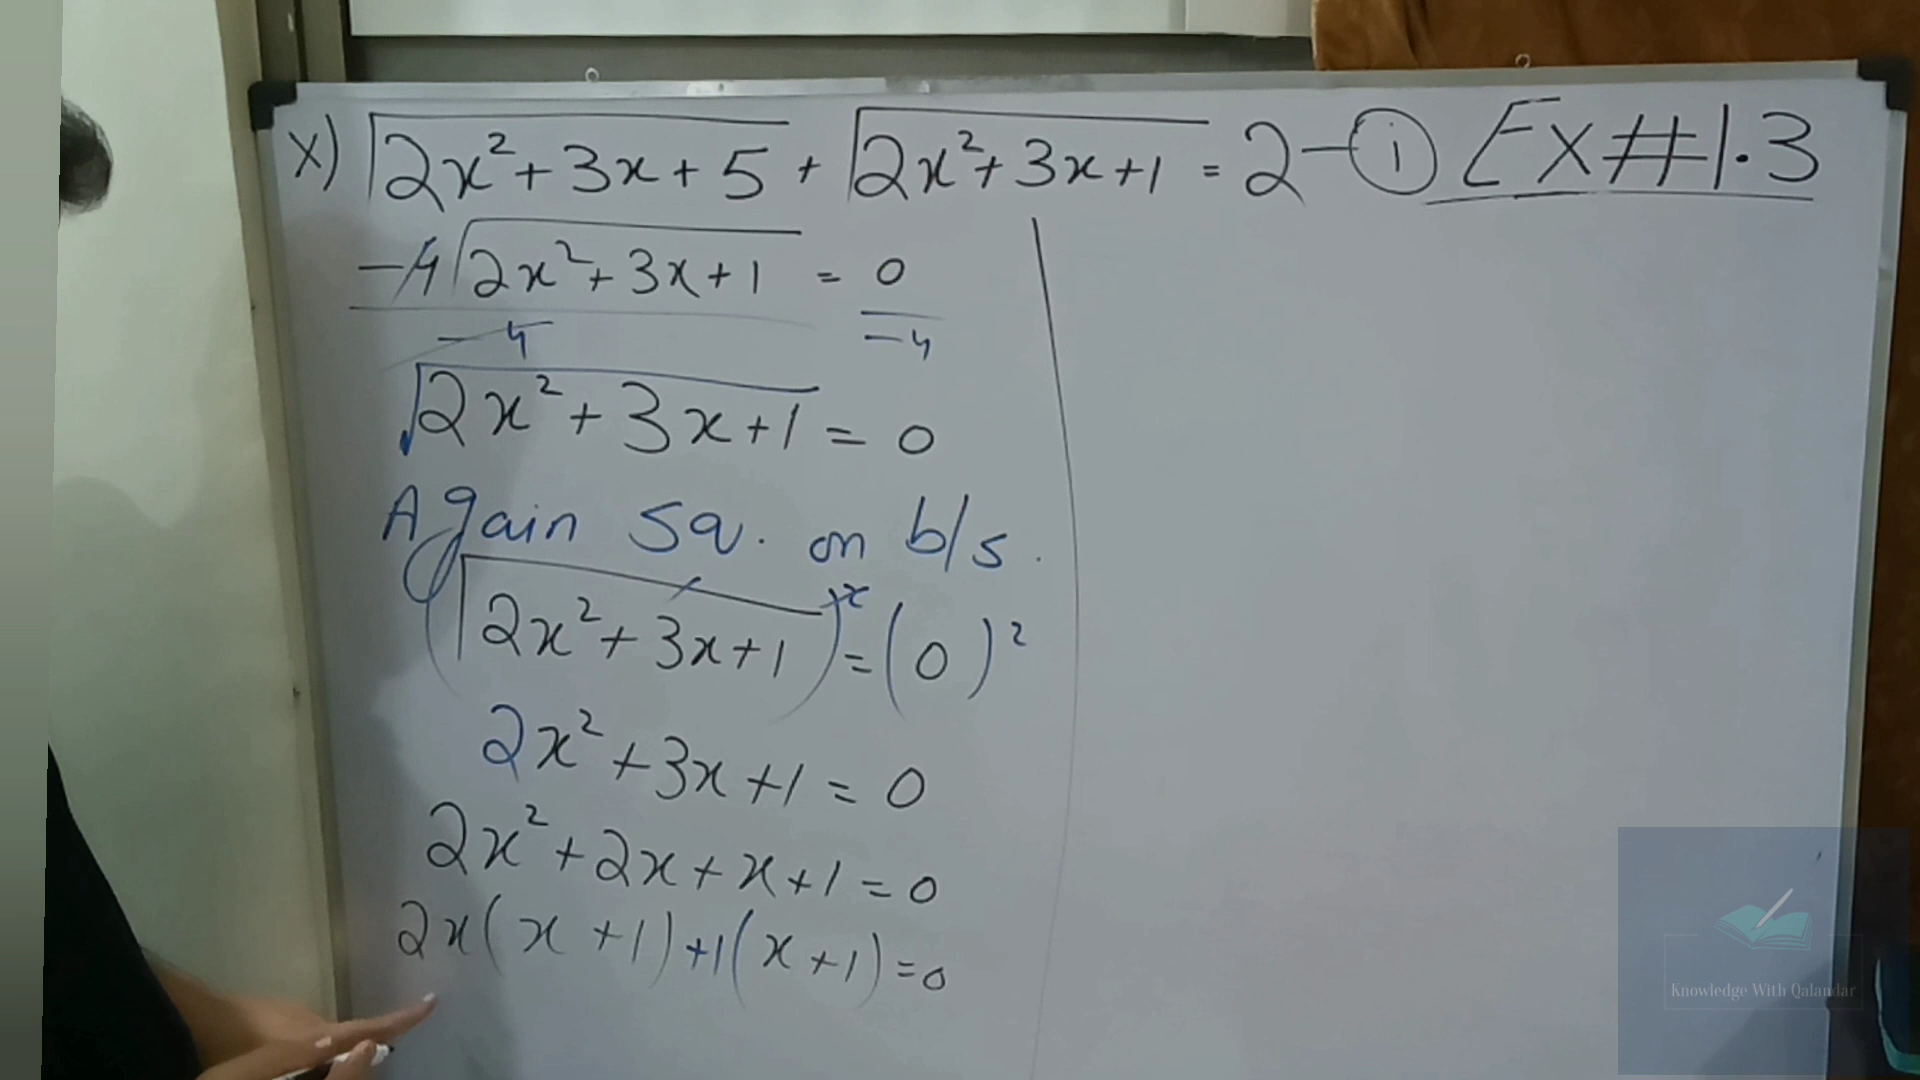 x) √2x²+3x+5 + √2x²+3x+1 = 2 — ⓘ Ex#1.3
-4√2x²+3x+1 = 0
-4 -4
√2x²+3x+1 = 0
Again sq. on b/s.
(√2x²+3x+1)² = (0)²
2x²+3x+1 = 0
2x²+2x+x+1 = 0
2x(x+1)+1(x+1) = 0
Knowledge With Qalandar